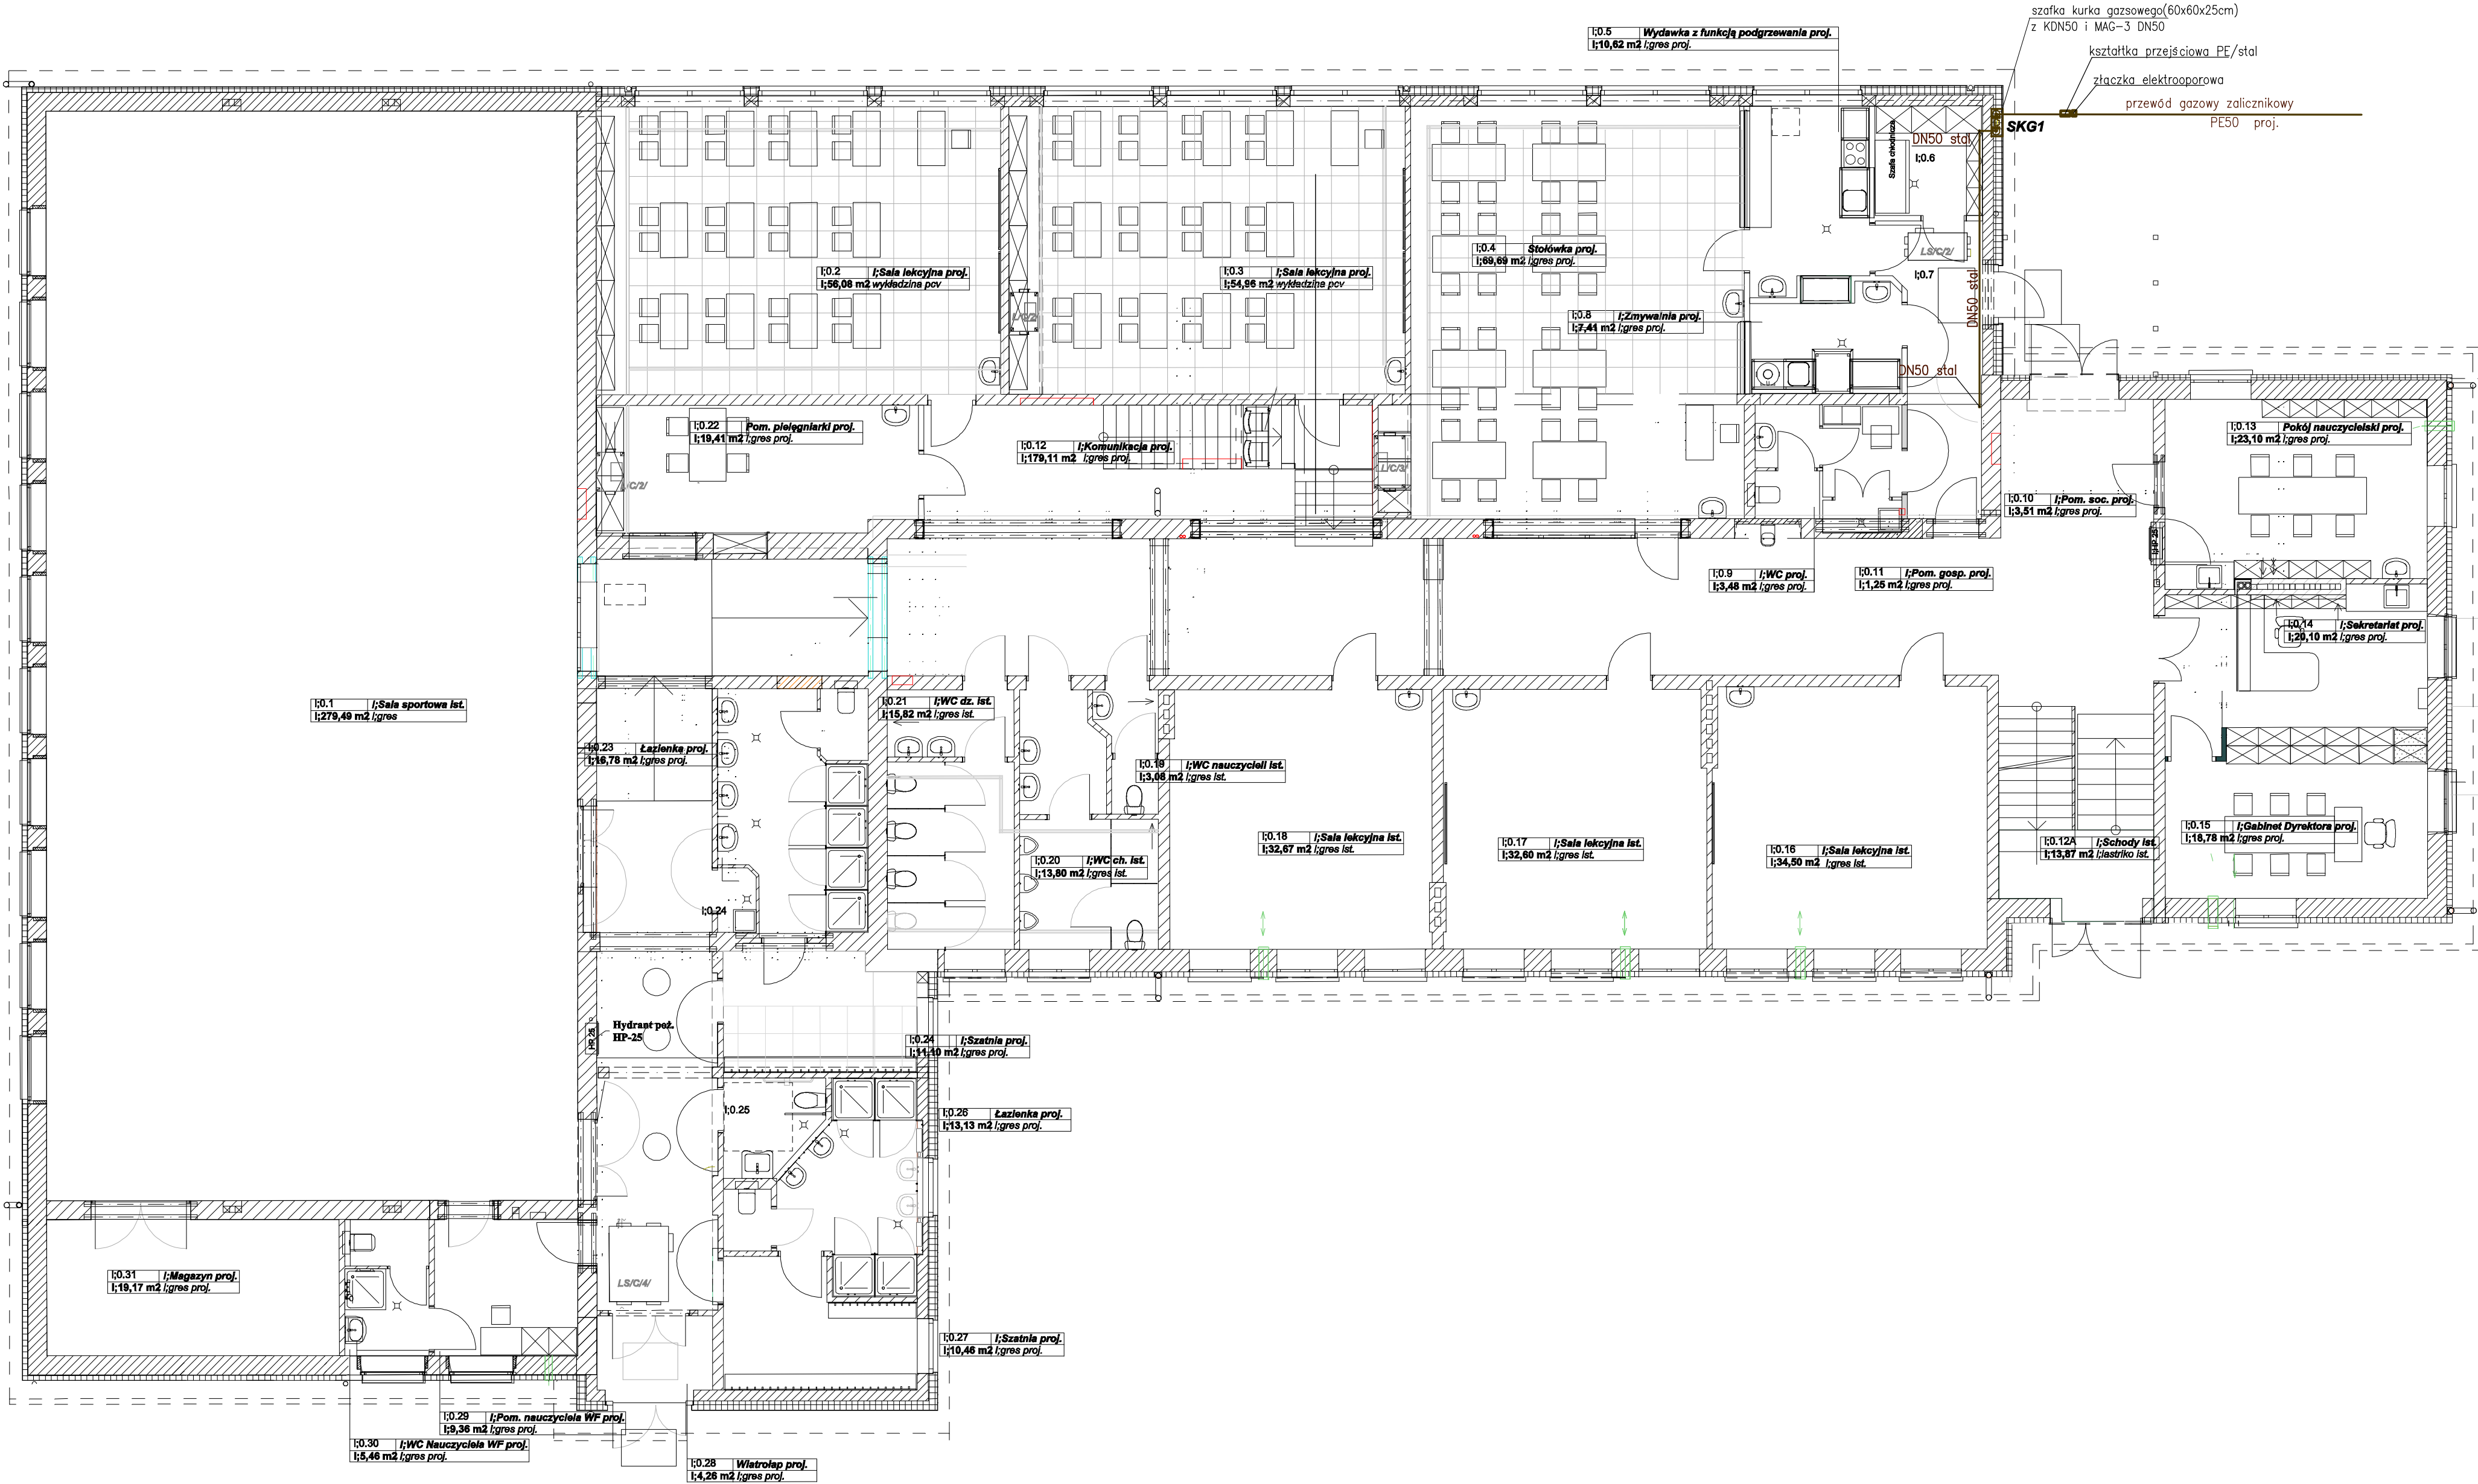 szafka kurka gazsowego(60x60x25cm)
z KDN50 i MAG-3 DN50
kształtka przejściowa PE/stal
złączka elektrooporowa
przewód gazowy zalicznikowy
PE50 proj.
SKG1
I;0.5 Wydawka z funkcją podgrzewania proj.
I;10,62 m2 I;gres proj.
DN50 stal
I;0.6
Szafa chłodnicza
LS/C/2/
I;0.7
DN50 stal
DN50 stal
I;0.2 I;Sala lekcyjna proj.
I;56,08 m2 wykładzina pcv
I;0.3 I;Sala lekcyjna proj.
I;54,96 m2 wykładzina pcv
I;0.4 Stołówka proj.
I;69,69 m2 I;gres proj.
I;0.8 I;Zmywalnia proj.
I;7,41 m2 I;gres proj.
I;0.22 Pom. pielęgniarki proj.
I;19,41 m2 I;gres proj.
I;0.12 I;Komunikacja proj.
I;179,11 m2 I;gres proj.
L/C/2/
L/C/3/
I;0.13 Pokój nauczycielski proj.
I;23,10 m2 I;gres proj.
I;0.10 I;Pom. soc. proj.
I;3,51 m2 I;gres proj.
HP 25
I;0.9 I;WC proj.
I;3,48 m2 I;gres proj.
I;0.11 I;Pom. gosp. proj.
I;1,25 m2 I;gres proj.
I;0.14 I;Sekretariat proj.
I;20,10 m2 I;gres proj.
I;0.1 I;Sala sportowa ist.
I;279,49 m2 I;gres
I;0.21 I;WC dz. ist.
I;15,82 m2 I;gres ist.
I;0.23 Łazienka proj.
I;16,78 m2 I;gres proj.
I;0.19 I;WC nauczycieli ist.
I;3,08 m2 I;gres ist.
I;0.18 I;Sala lekcyjna ist.
I;32,67 m2 I;gres ist.
I;0.17 I;Sala lekcyjna ist.
I;32,60 m2 I;gres ist.
I;0.16 I;Sala lekcyjna ist.
I;34,50 m2 I;gres ist.
I;0.12A I;Schody ist.
I;13,87 m2 I;lastriko ist.
I;0.15 I;Gabinet Dyrektora proj.
I;18,78 m2 I;gres proj.
I;0.20 I;WC ch. ist.
I;13,80 m2 I;gres ist.
I;0.24
Hydrant poż.
HP-25
HP 25
I;0.24 I;Szatnia proj.
I;11,10 m2 I;gres proj.
I;0.25
I;0.26 Łazienka proj.
I;13,13 m2 I;gres proj.
I;0.31 I;Magazyn proj.
I;19,17 m2 I;gres proj.
LS/C/4/
I;0.27 I;Szatnia proj.
I;10,46 m2 I;gres proj.
I;0.29 I;Pom. nauczyciela WF proj.
I;9,36 m2 I;gres proj.
I;0.30 I;WC Nauczyciela WF proj.
I;5,46 m2 I;gres proj.
I;0.28 Wiatrołap proj.
I;4,26 m2 I;gres proj.